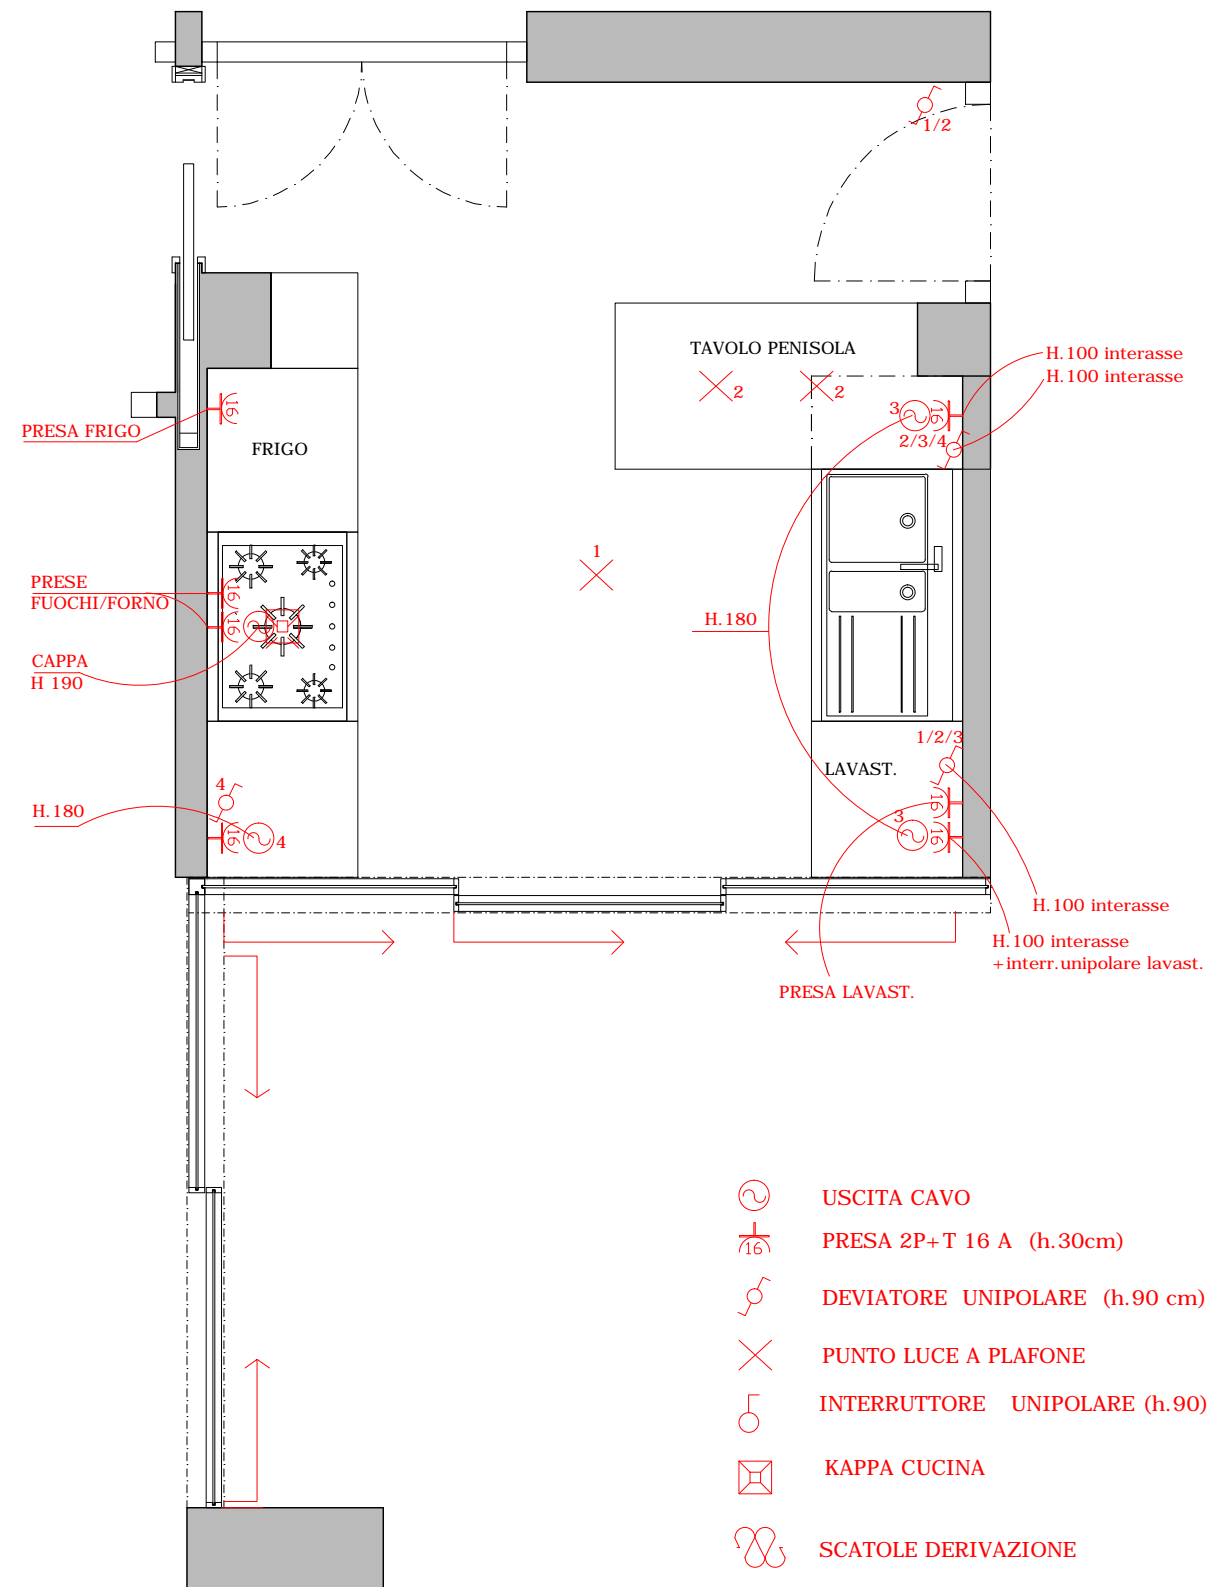 1/2
TAVOLO PENISOLA
H.100 interasse
H.100 interasse
2
2
3
16
16
PRESA FRIGO
2/3/4
FRIGO
1
PRESE
FUOCHI/FORNO
16
16
H.180
CAPPA
H 190
1/2/3
LAVAST.
4
H.180
16
3
16
4
16
H.100 interasse
H.100 interasse
+interr.unipolare lavast.
PRESA LAVAST.
USCITA CAVO
16
PRESA 2P+T 16 A (h.30cm)
DEVIATORE UNIPOLARE (h.90 cm)
PUNTO LUCE A PLAFONE
INTERRUTTORE UNIPOLARE (h.90)
KAPPA CUCINA
SCATOLE DERIVAZIONE